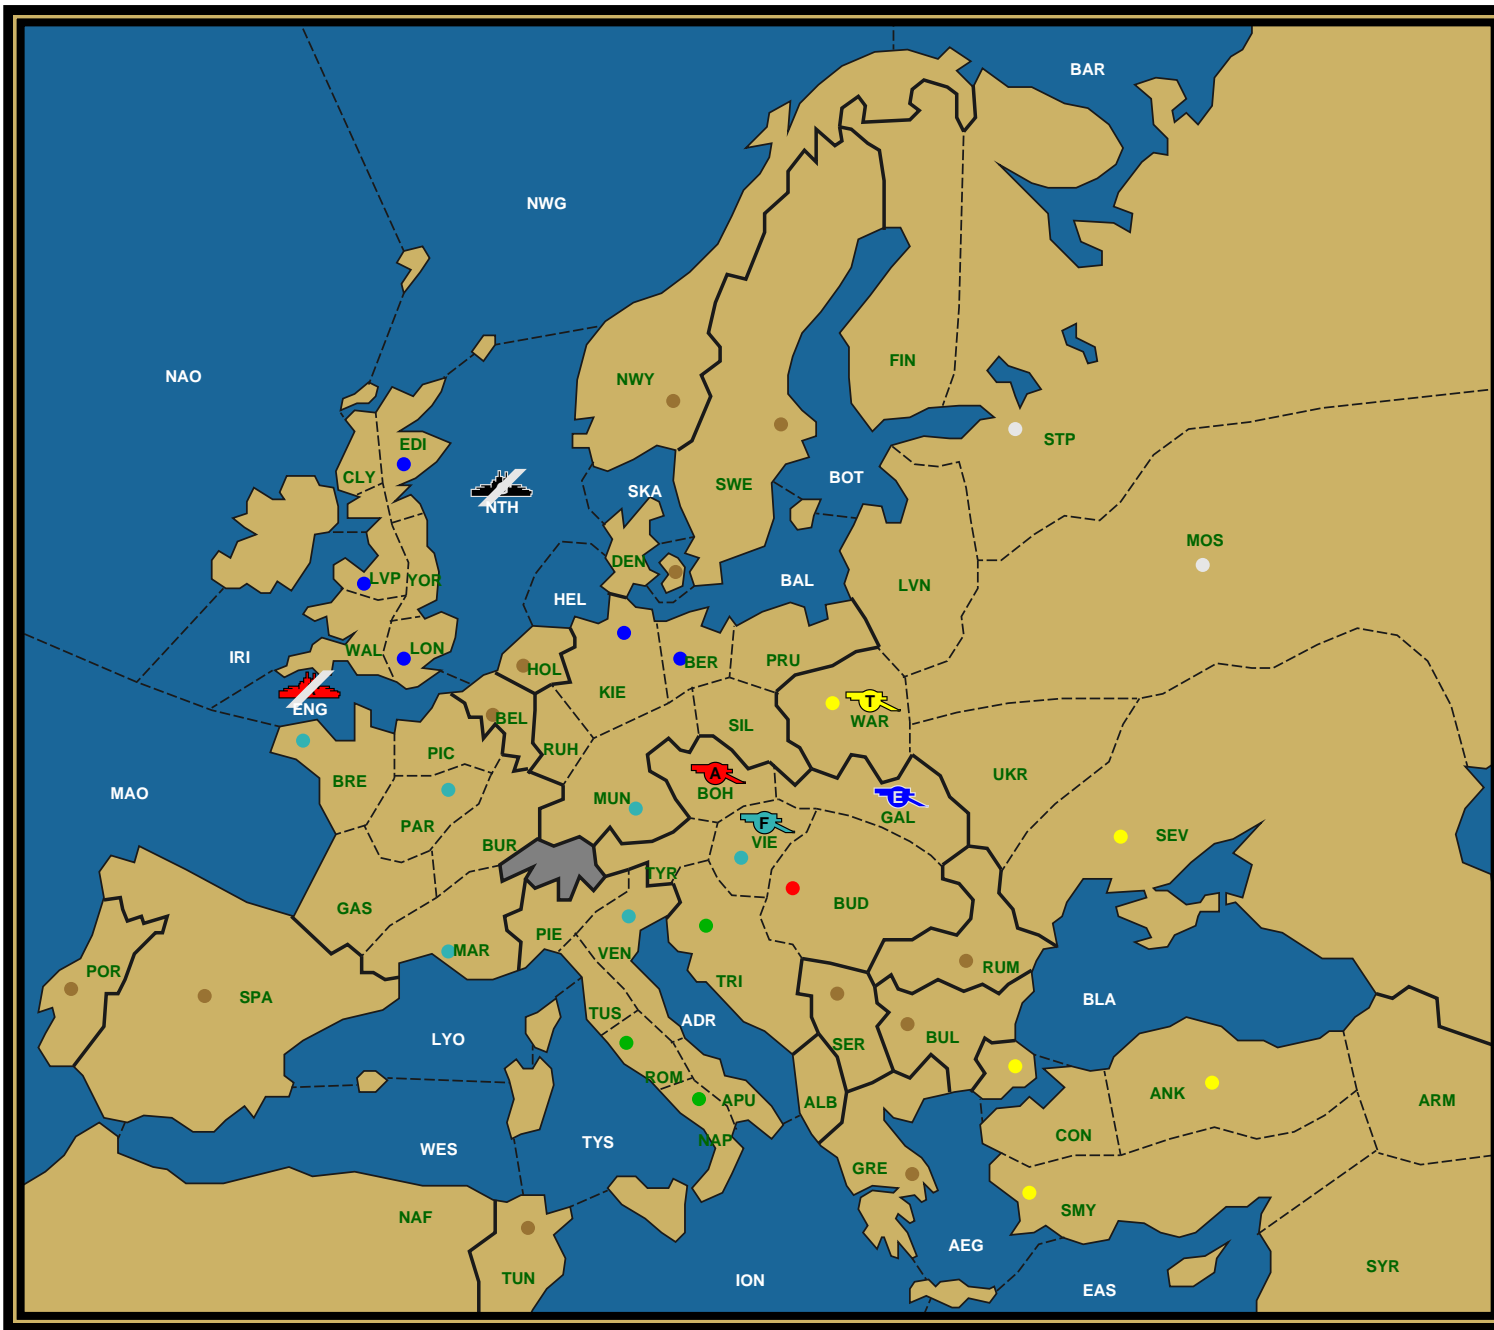 BAR
NWG
NAO
FIN
NWY
EDI
STP
CLY
SWE
BOT
SKA
NTH
MOS
DEN
LVP YOR
BAL
LVN
HEL
WAL
LON
IRI
HOL
BER
PRU
KIE
ENG
T
BEL
WAR
SIL
PIC
RUH
A
UKR
BRE
MAO
BOH
E
MUN
GAL
F
PAR
VIE
SEV
BUR
TYR
BUD
GAS
PIE
MAR
VEN
RUM
POR
SPA
TRI
BLA
TUS
ADR
LYO
BUL
SER
ROM
ANK
APU
ALB
ARM
CON
NAP
TYS
WES
GRE
SMY
NAF
AEG
SYR
TUN
ION
EAS